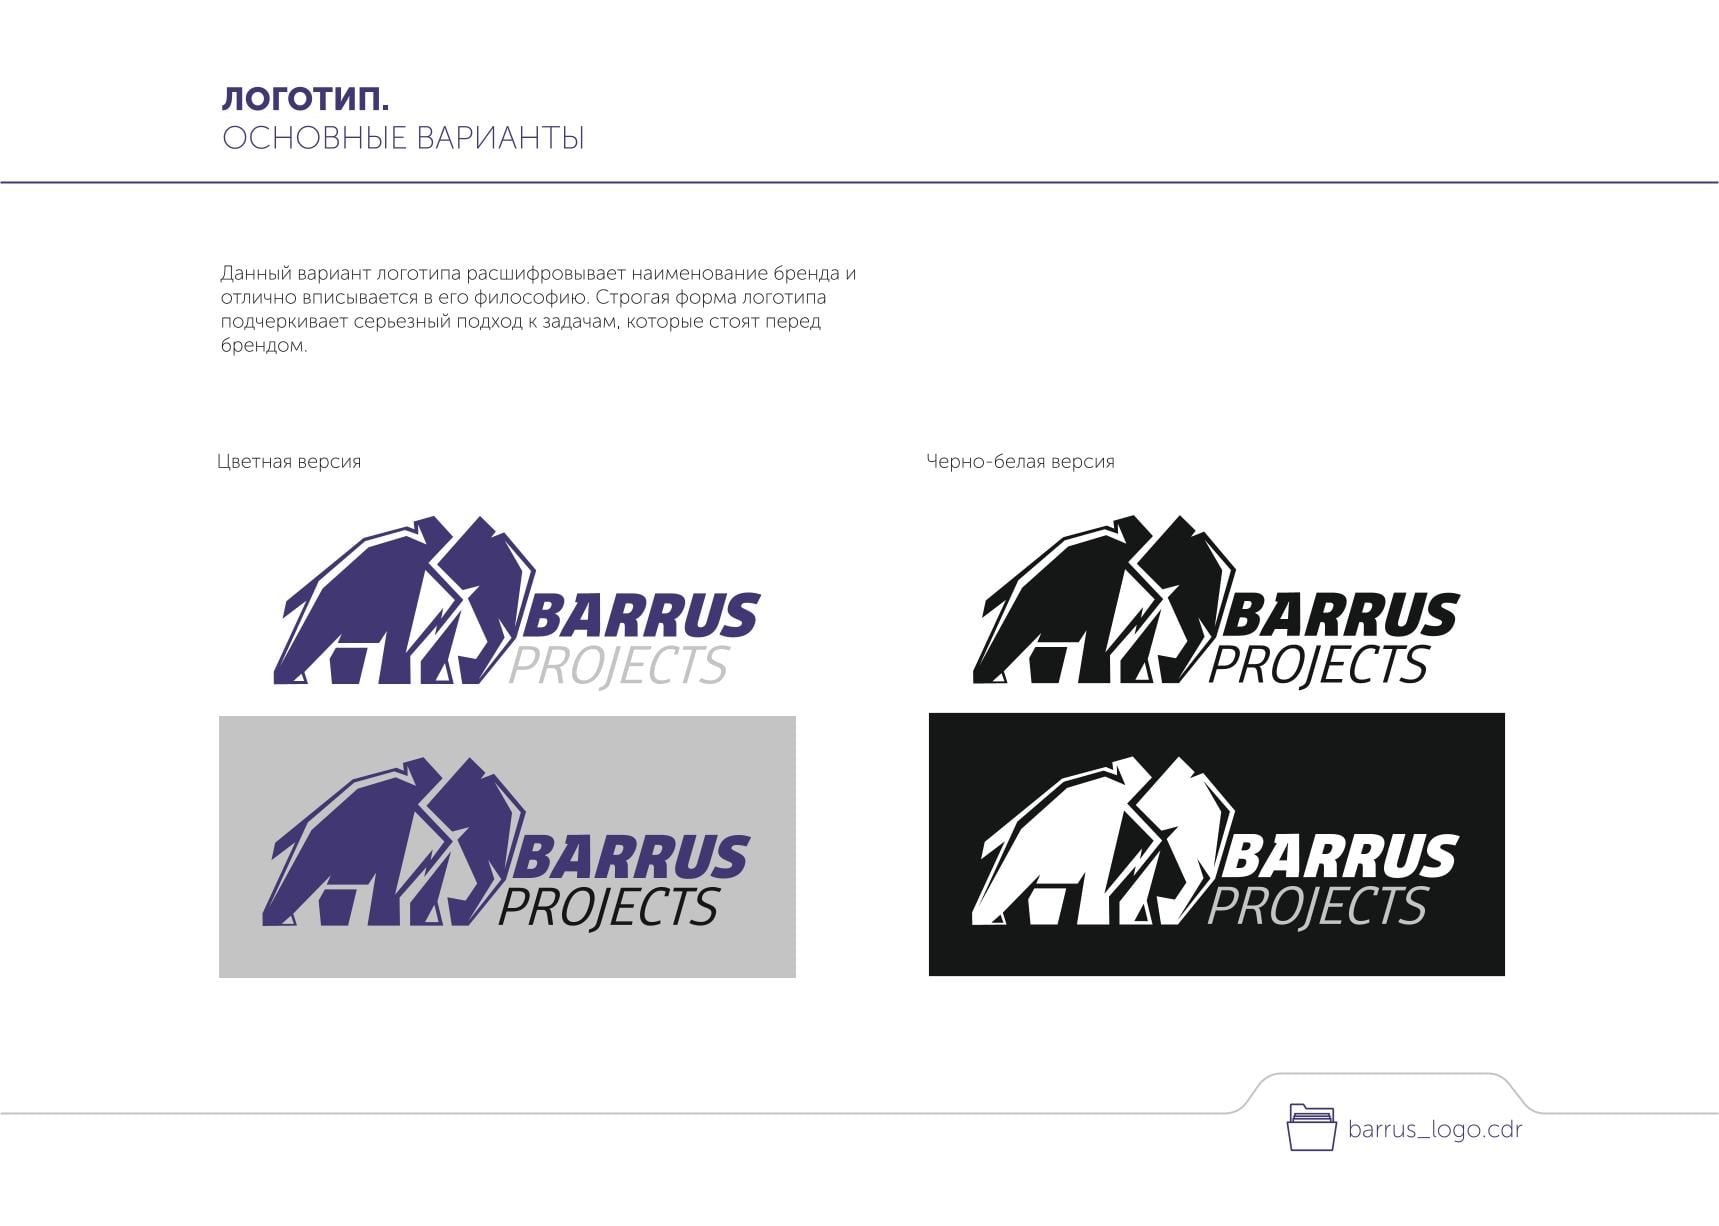 ЛОГОТИП.
ОСНОВНЫЕ ВАРИАНТЫ
Данный вариант логотипа расшифровывает наименование бренда и
отлично вписывается в его философию. Строгая форма логотипа
подчеркивает серьезный подход к задачам, которые стоят перед
брендом.
Цветная версия
Черно-белая версия
BARRUS
PROJECTS
BARRUS
PROJECTS
BARRUS
PROJECTS
BARRUS
PROJECTS
barrus_logo.cdr